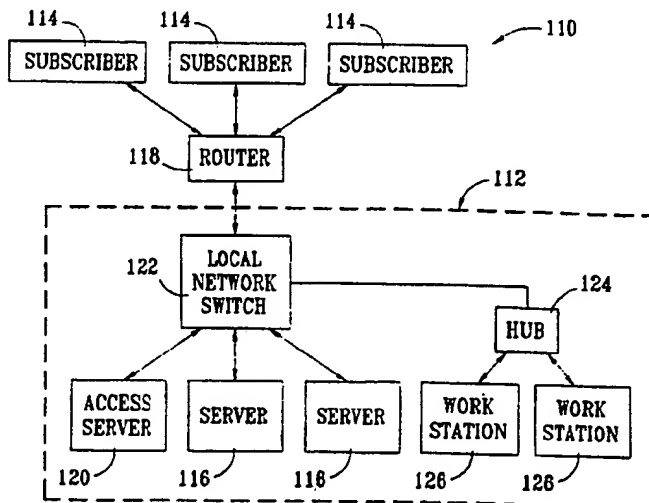 114 114 114 110
SUBSCRIBER SUBSCRIBER SUBSCRIBER
118 ROUTER
112
122 LOCAL NETWORK SWITCH
124
HUB
ACCESS SERVER SERVER SERVER WORK STATION WORK STATION
120 116 116 126 126